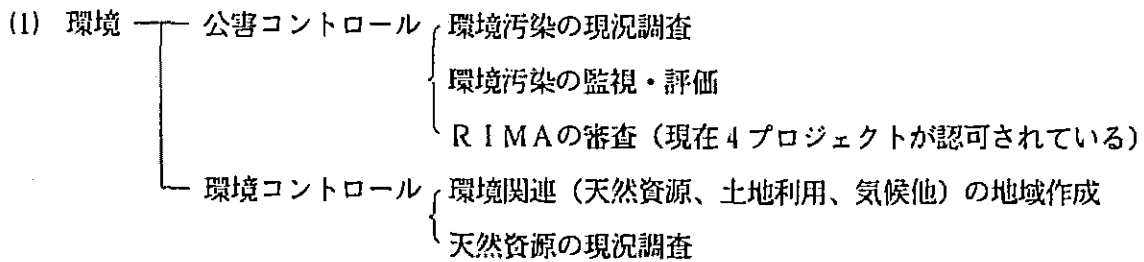 (1) 環境 公害コントロール 環境汚染の現況調査
環境汚染の監視・評価
RIMAの審査（現在4プロジェクトが認可されている）
環境コントロール 環境関連（天然資源、土地利用、気候他）の地域作成
天然資源の現況調査